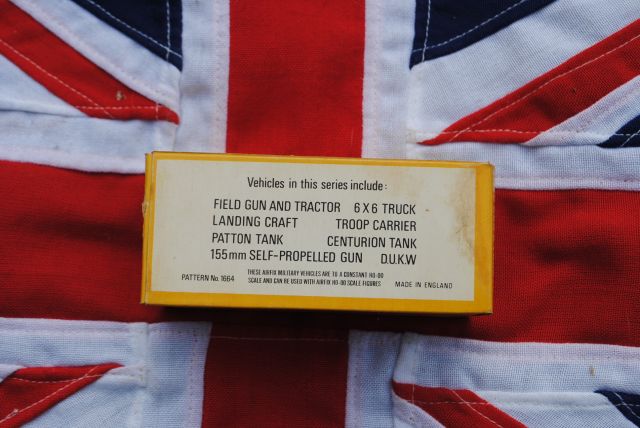 Vehicles in this series include:
FIELD GUN AND TRACTOR 6 X 6 TRUCK
LANDING CRAFT TROOP CARRIER
PATTON TANK CENTURION TANK
155mm SELF-PROPELLED GUN D.U.K.W
PATTERN No. 1664 THESE AIRFIX MILITARY VEHICLES ARE TO A CONSTANT HO-OO
SCALE AND CAN BE USED WITH AIRFIX HO-OO SCALE FIGURES MADE IN ENGLAND